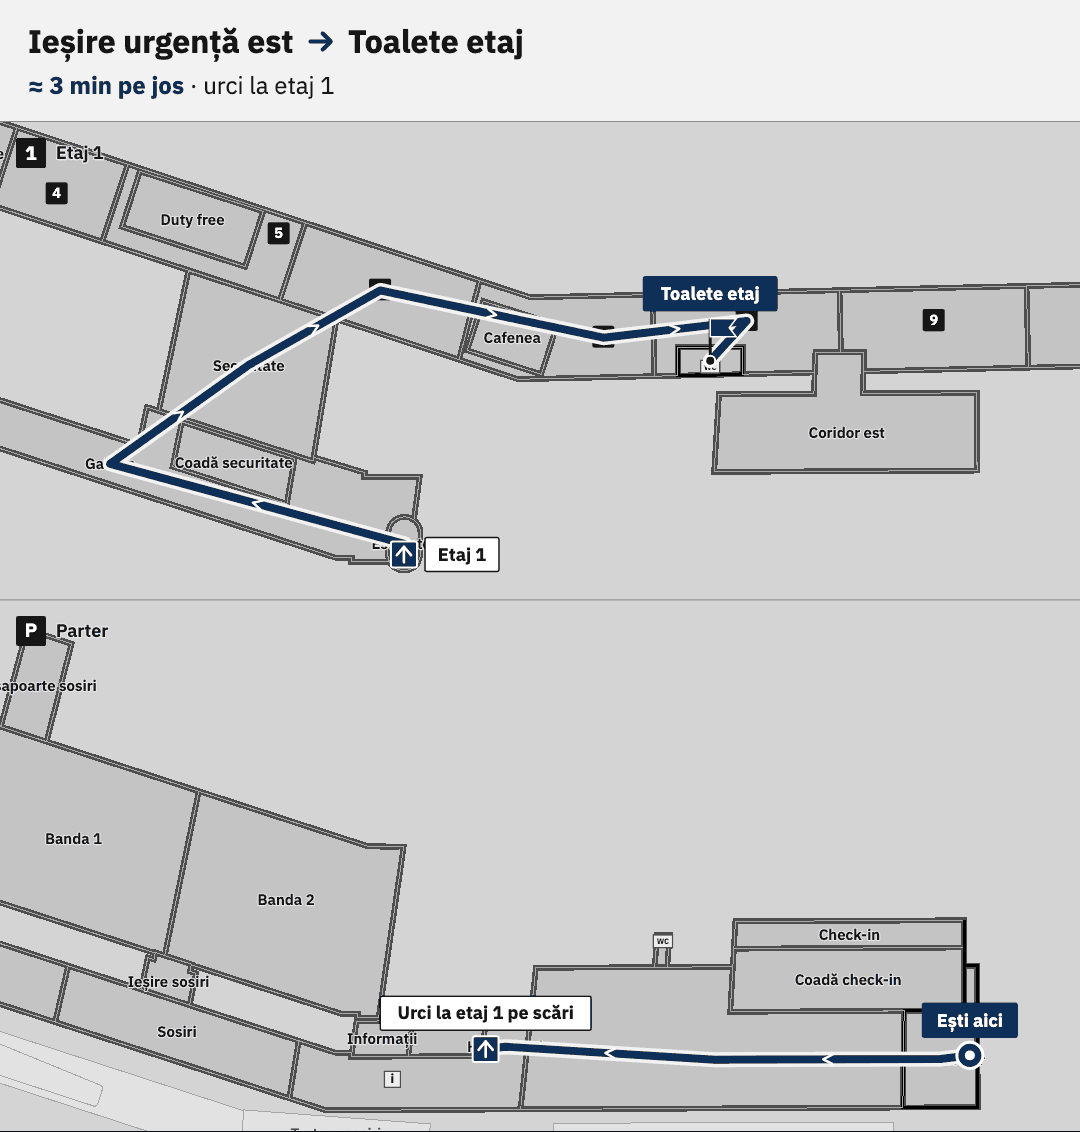 Ieșire urgență est → Toalete etaj
≈ 3 min pe jos · urci la etaj 1
1 Etaj 1
4
Duty free
5
Toalete etaj
9
Cafenea
Coridor est
Coadă securitate
Etaj 1
P Parter
Banda 1
Banda 2
wc
Check-in
Coadă check-in
Ieșire sosiri
Urci la etaj 1 pe scări
Ești aici
Sosiri
Informații
i